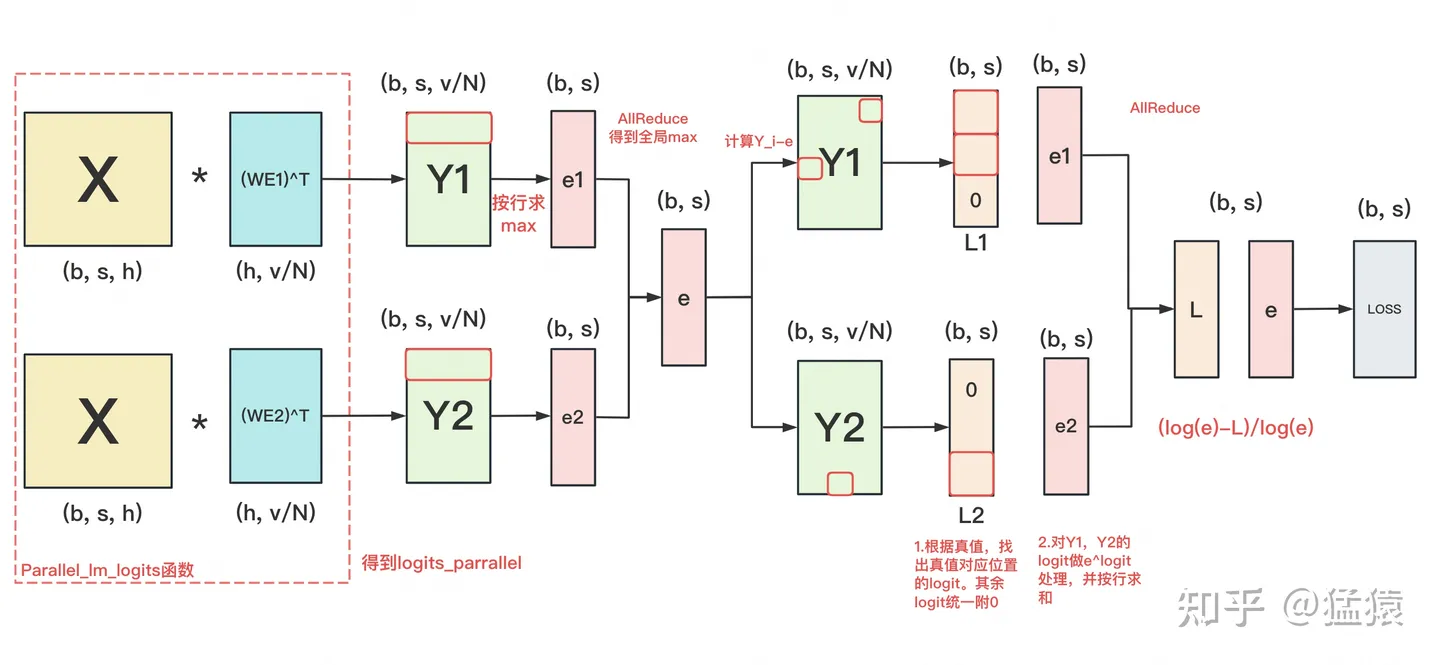 (b, s, v/N)
(b, s)
X
*
(WE1)^T
Y1
按行求
max
e1
(b, s, h)
(h, v/N)
AllReduce
得到全局max
(b, s, v/N)
(b, s)
X
*
(WE2)^T
Y2
e2
(b, s, h)
(h, v/N)
Parallel_lm_logits函数
得到logits_parrallel
(b, s)
e
计算Y_i-e
(b, s, v/N)
Y1
(b, s)
0
L1
(b, s)
e1
AllReduce
(b, s, v/N)
Y2
(b, s)
0
L2
(b, s)
e2
1.根据真值，找
出真值对应位置
的logit。其余
logit统一附0
2.对Y1，Y2的
logit做e^logit
处理，并按行求
和
(b, s)
L
e
(b, s)
LOSS
(log(e)-L)/log(e)
知乎 @猛猿